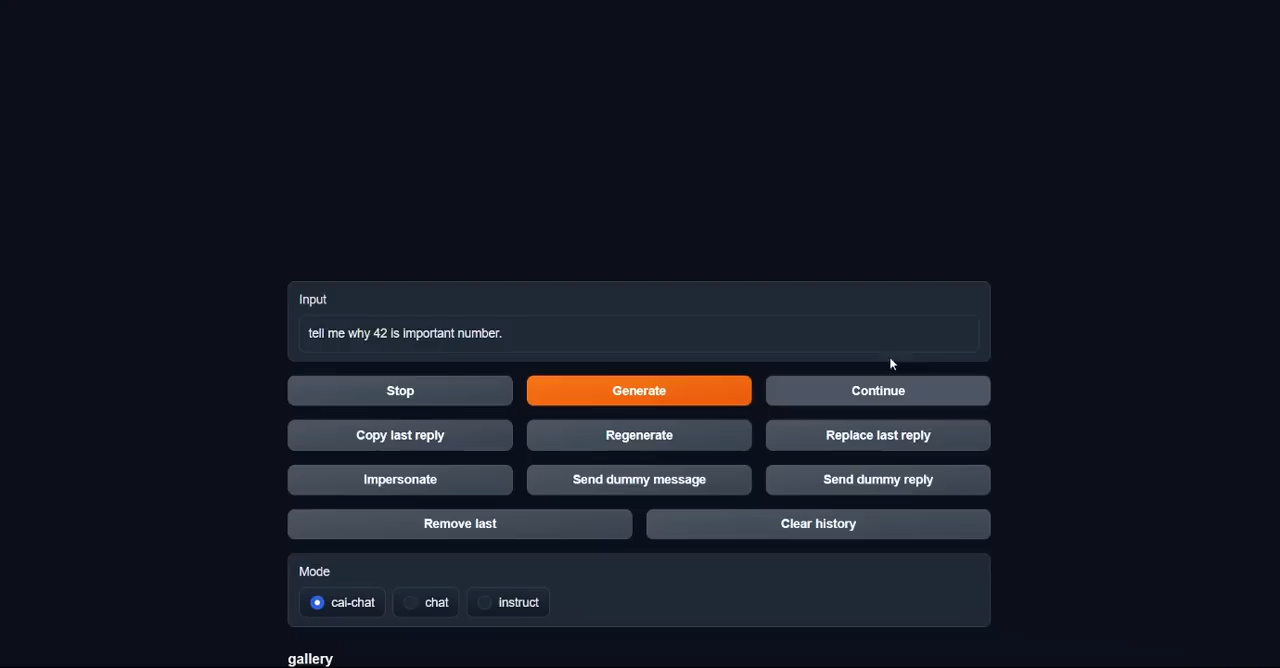 Input
tell me why 42 is important number.
Stop Generate Continue
Copy last reply Regenerate Replace last reply
Impersonate Send dummy message Send dummy reply
Remove last Clear history
Mode
cai-chat chat instruct
gallery